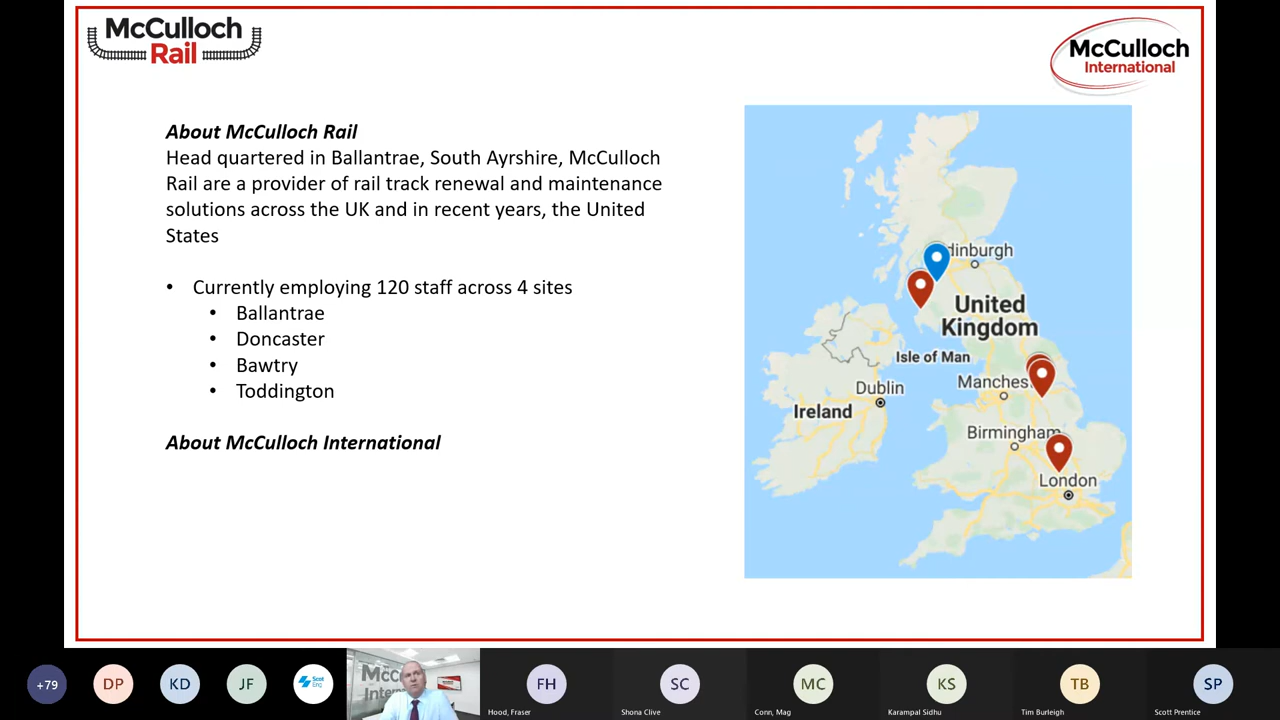 McCulloch
Rail
McCulloch
International
About McCulloch Rail
Head quartered in Ballantrae, South Ayrshire, McCulloch
Rail are a provider of rail track renewal and maintenance
solutions across the UK and in recent years, the United
States
• Currently employing 120 staff across 4 sites
• Ballantrae
• Doncaster
• Bawtry
• Toddington
About McCulloch International
dinburgh
United
Kingdom
Isle of Man
Dublin
Manches
Ireland
Birmingham
London
+79
DP
KD
JF
Scot
Eng
McC
Intern
FH
SC
MC
KS
TB
SP
Hood, Fraser
Shona Clive
Conn, Mag
Karampal Sidhu
Tim Burleigh
Scott Prentice